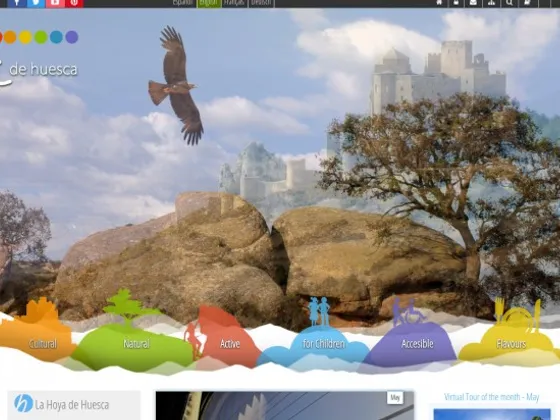 Español English Français Deutsch
de huesca
Cultural
Natural
Active
for Children
Accesible
Flavours
La Hoya de Huesca
May
Virtual Tour of the month - May